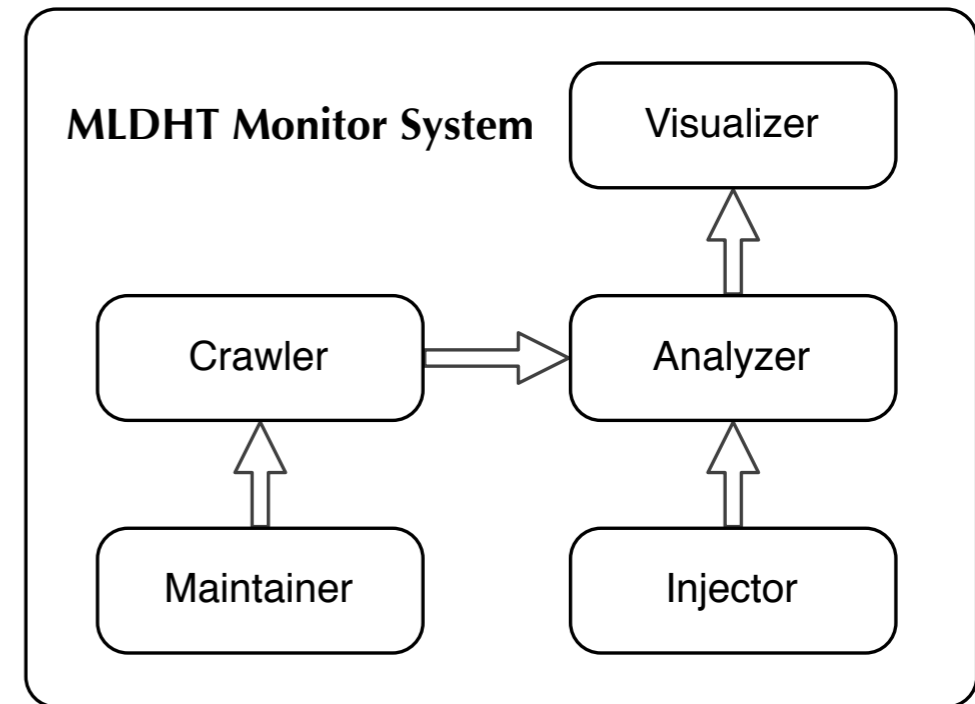 MLDHT Monitor System
Visualizer
Crawler
Analyzer
Maintainer
Injector